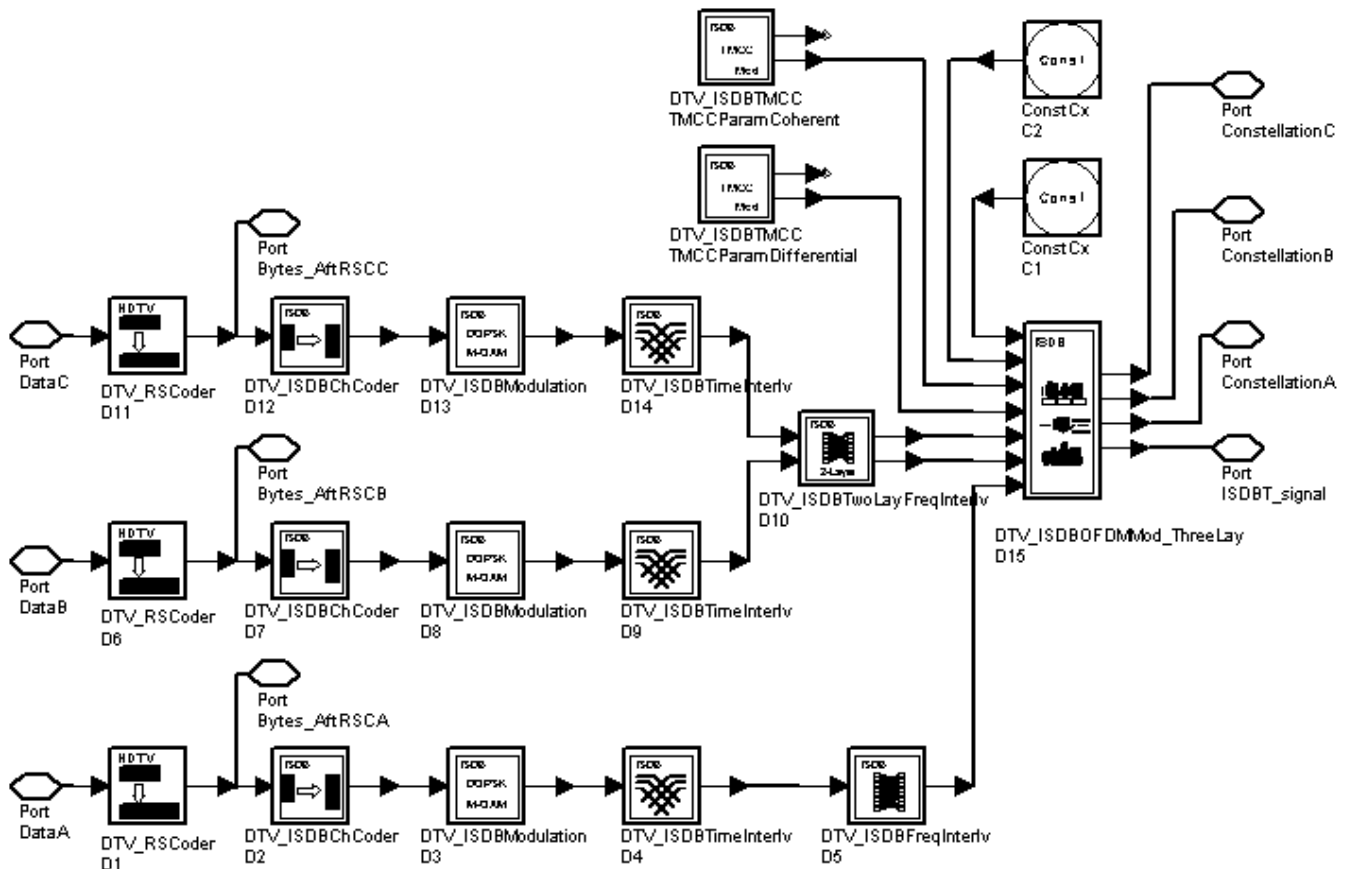 ISDB
TMCC
Mod
DTV_ISDBTMCC
TMCCParamCoherent
Const
ConstCx
C2
Port
ConstellationC
ISDB
TMCC
Mod
DTV_ISDBTMCC
TMCCParamDifferential
Const
ConstCx
C1
Port
ConstellationB
Port
Bytes_AftRSCC
Port
DataC
HDTV
DTV_RSCoder
D11
ISDB
DTV_ISDBChCoder
D12
ISDB
DQPSK
M-QAM
DTV_ISDBModulation
D13
ISDB
DTV_ISDBTimeInterlv
D14
ISDB
2-Layer
DTV_ISDBTwoLayFreqInterlv
D10
ISDB
DTV_ISDBOFDMMod_ThreeLay
D15
Port
ConstellationA
Port
ISDBT_signal
Port
Bytes_AftRSCB
Port
DataB
HDTV
DTV_RSCoder
D6
ISDB
DTV_ISDBChCoder
D7
ISDB
DQPSK
M-QAM
DTV_ISDBModulation
D8
ISDB
DTV_ISDBTimeInterlv
D9
Port
Bytes_AftRSCA
Port
DataA
HDTV
DTV_RSCoder
D1
ISDB
DTV_ISDBChCoder
D2
ISDB
DQPSK
M-QAM
DTV_ISDBModulation
D3
ISDB
DTV_ISDBTimeInterlv
D4
ISDB
DTV_ISDBFreqInterlv
D5